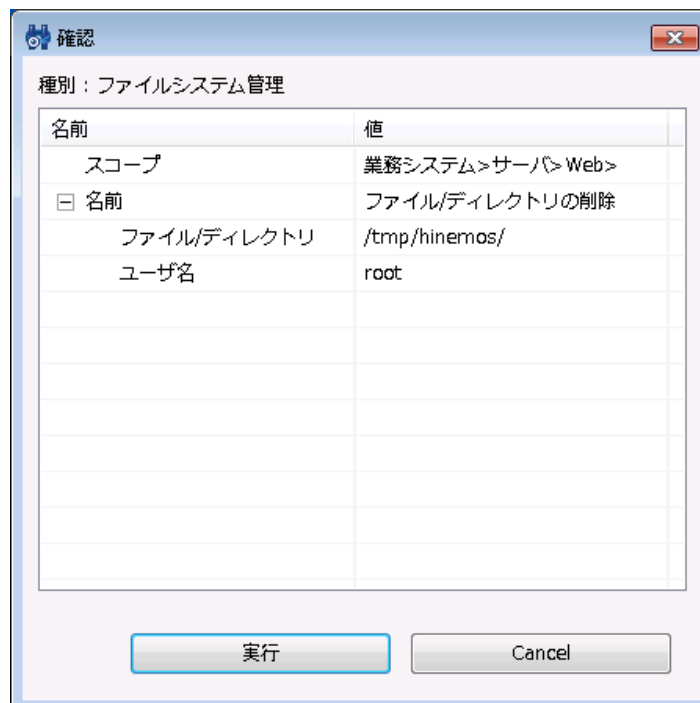 確認
種別：ファイルシステム管理
名前 値
スコープ 業務システム>サーバ>Web>
名前 ファイル/ディレクトリの削除
ファイル/ディレクトリ /tmp/hinemos/
ユーザ名 root
実行 Cancel